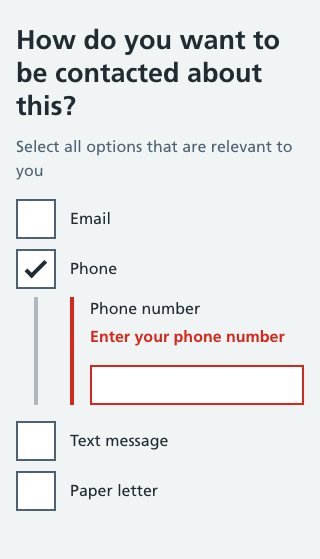 How do you want to
be contacted about
this?
Select all options that are relevant to
you
Email
Phone
Phone number
Enter your phone number
Text message
Paper letter